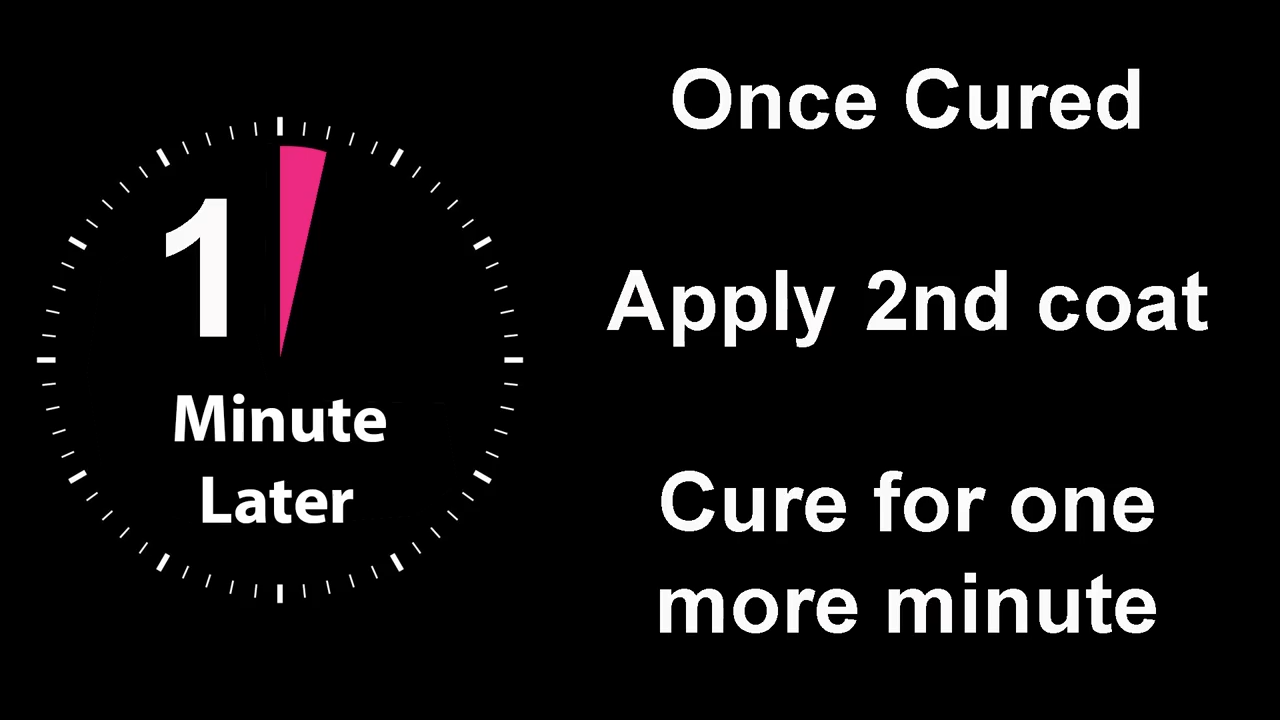 1
Minute
Later
Once Cured
Apply 2nd coat
Cure for one
more minute